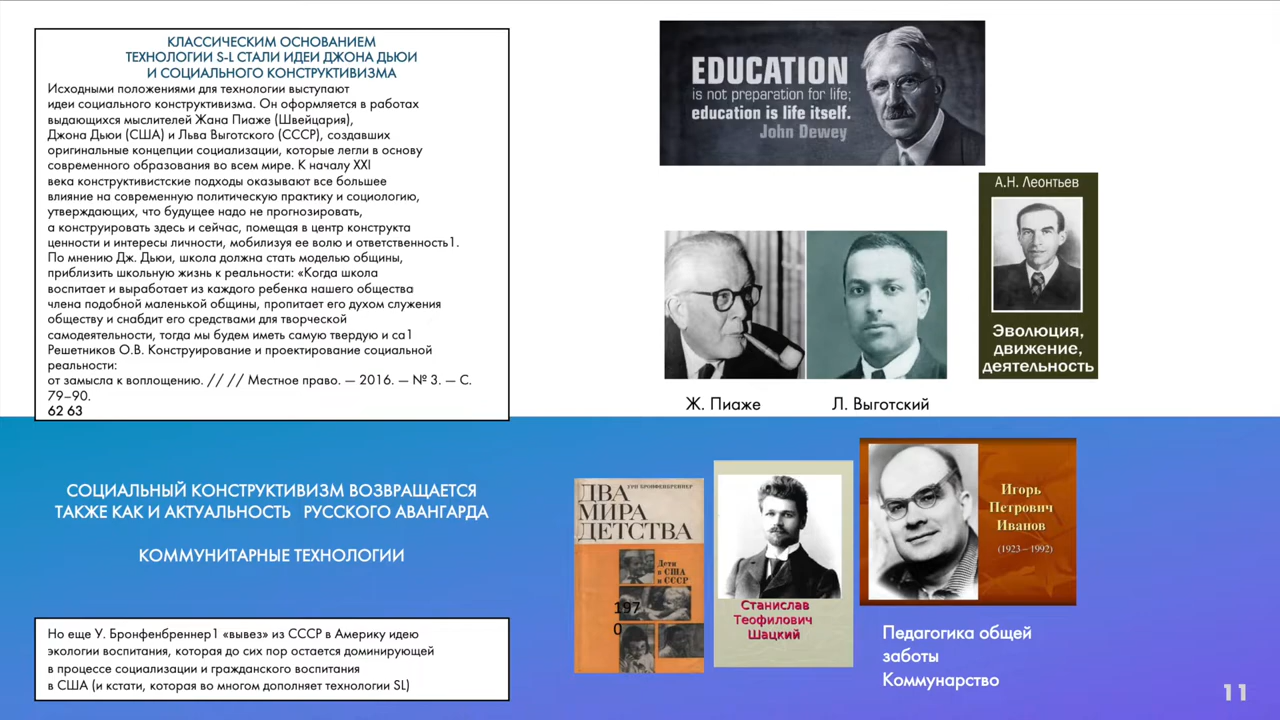 КЛАССИЧЕСКИМ ОСНОВАНИЕМ
ТЕХНОЛОГИИ S-L СТАЛИ ИДЕИ ДЖОНА ДЬЮИ
И СОЦИАЛЬНОГО КОНСТРУКТИВИЗМА
Исходными положениями для технологии выступают
идеи социального конструктивизма. Он оформляется в работах
выдающихся мыслителей Жана Пиаже (Швейцария),
Джона Дьюи (США) и Льва Выготского (СССР), создавших
оригинальные концепции социализации, которые легли в основу
современного образования во всем мире. К началу XXI
века конструктивистские подходы оказывают все большее
влияние на современную политическую практику и социологию,
утверждающих, что будущее надо не прогнозировать,
а конструировать здесь и сейчас, помещая в центр конструкта
ценности и интересы личности, мобилизуя ее волю и ответственность1.
По мнению Дж. Дьюи, школа должна стать моделью общины,
приблизить школьную жизнь к реальности: «Когда школа
воспитает и выработает из каждого ребенка нашего общества
члена подобной маленькой общины, пропитает его духом служения
обществу и снабдит его средствами для творческой
самодеятельности, тогда мы будем иметь самую твердую и са1
Решетников О.В. Конструирование и проектирование социальной
реальности:
от замысла к воплощению. // // Местное право. — 2016. — № 3. — С.
79–90.
62 63
EDUCATION
is not preparation for life;
education is life itself.
John Dewey
А.Н. Леонтьев
Эволюция,
движение,
деятельность
Ж. Пиаже
Л. Выготский
СОЦИАЛЬНЫЙ КОНСТРУКТИВИЗМ ВОЗВРАЩАЕТСЯ
ТАКЖЕ КАК И АКТУАЛЬНОСТЬ РУССКОГО АВАНГАРДА
КОММУНИТАРНЫЕ ТЕХНОЛОГИИ
Но еще У. Бронфенбреннер1 «вывез» из СССР в Америку идею
экологии воспитания, которая до сих пор остается доминирующей
в процессе социализации и гражданского воспитания
в США (и кстати, которая во многом дополняет технологии SL)
УРИ БРОНФЕНБРЕННЕР
ДВА
МИРА
ДЕТСТВА
Дети
в США
и СССР
197
0
Станислав
Теофилович
Шацкий
Игорь
Петрович
Иванов
(1923 – 1992)
Педагогика общей
заботы
Коммунарство
11